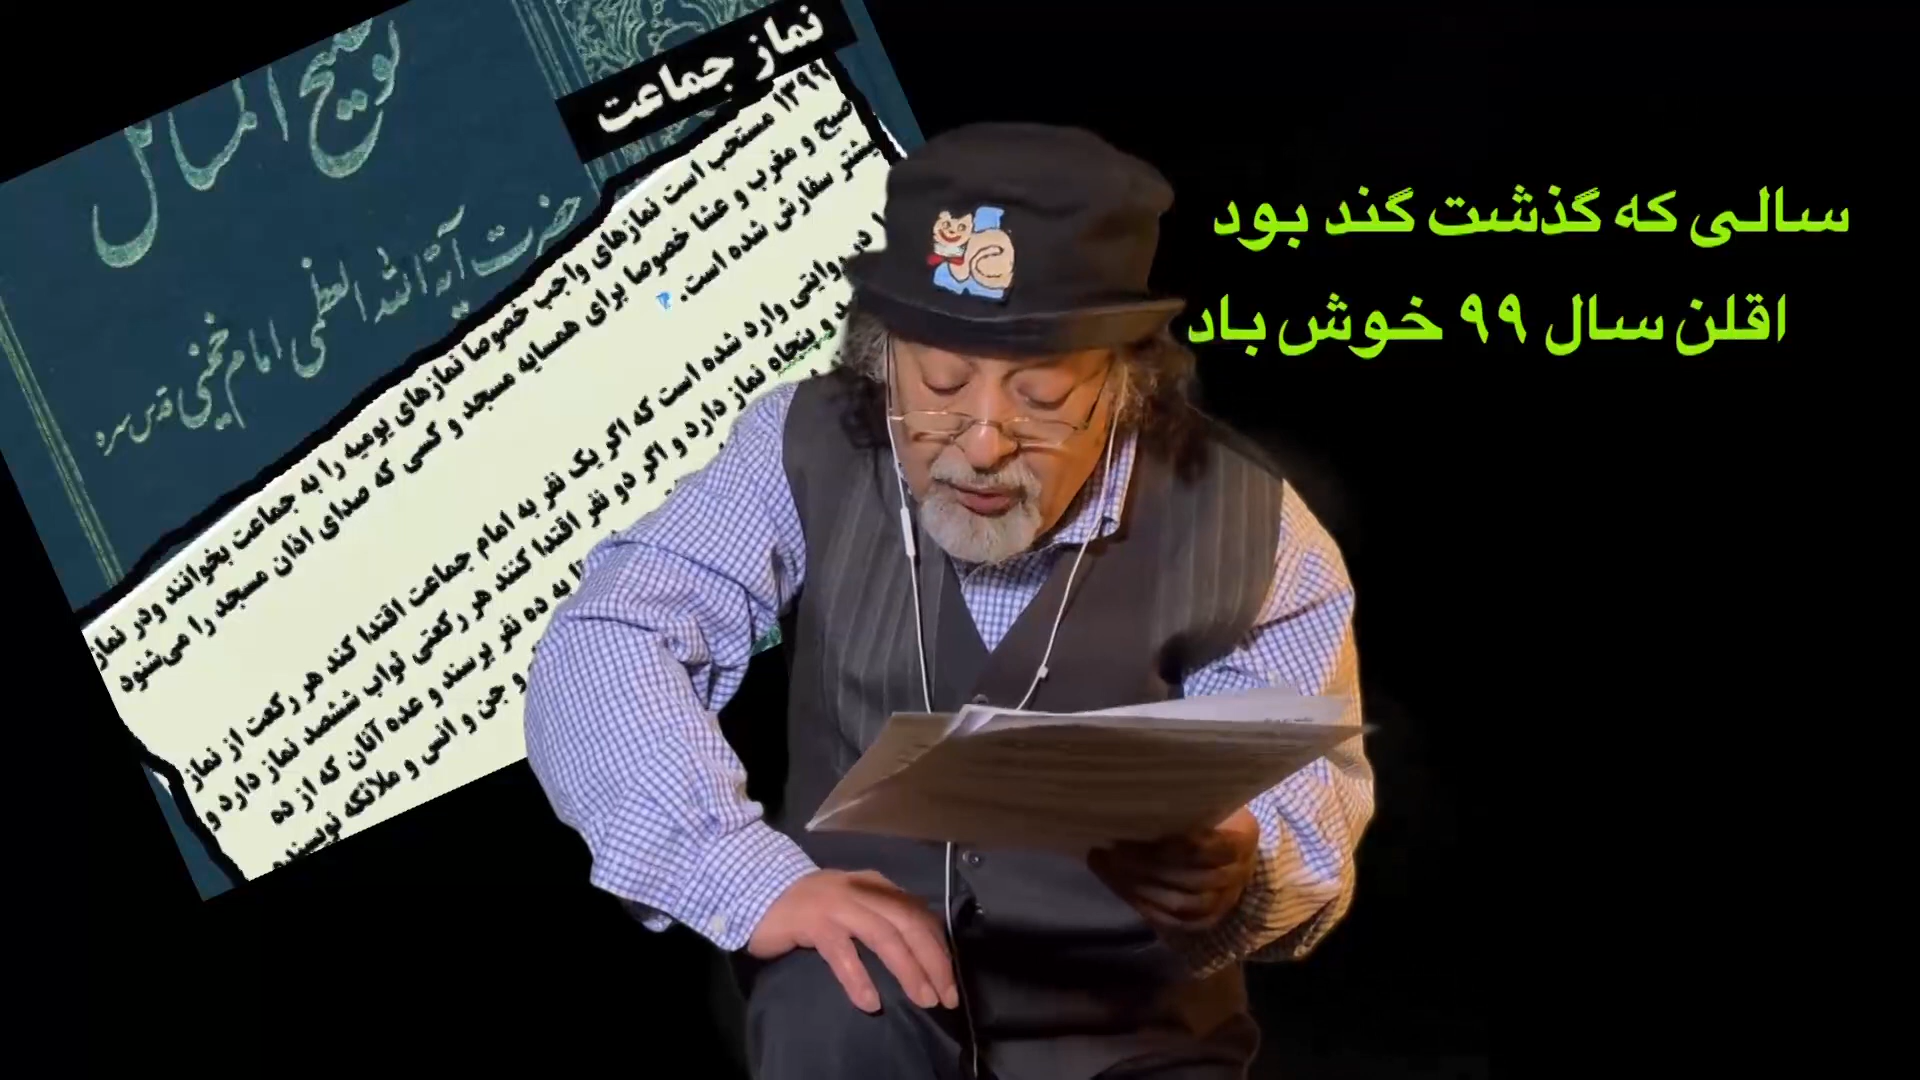 سالی که گذشت گند بود
اقلن سال ۹۹ خوش باد
توضیح المسائل
حضرت آیة الله العظمی امام خمینی قدس سره
نماز جماعت
۱۳۹۹ مستحب است نمازهای واجب خصوصا نمازهای یومیه را به جماعت بخوانند ودر نماز
صبح و مغرب و عشا خصوصا برای همسایه مسجد و کسی که صدای اذان مسجد را می‌شنود
بیشتر سفارش شده است.
در روایتی وارد شده است که اگر یک نفر به امام جماعت اقتدا کند هر رکعت از نماز
و پنجاه نماز دارد و اگر دو نفر اقتدا کنند هر رکعتی ثواب ششصد نماز دارد و
به ده نفر برسند و عده آنان که از ده
و جن و انس و ملائکه نویسنده